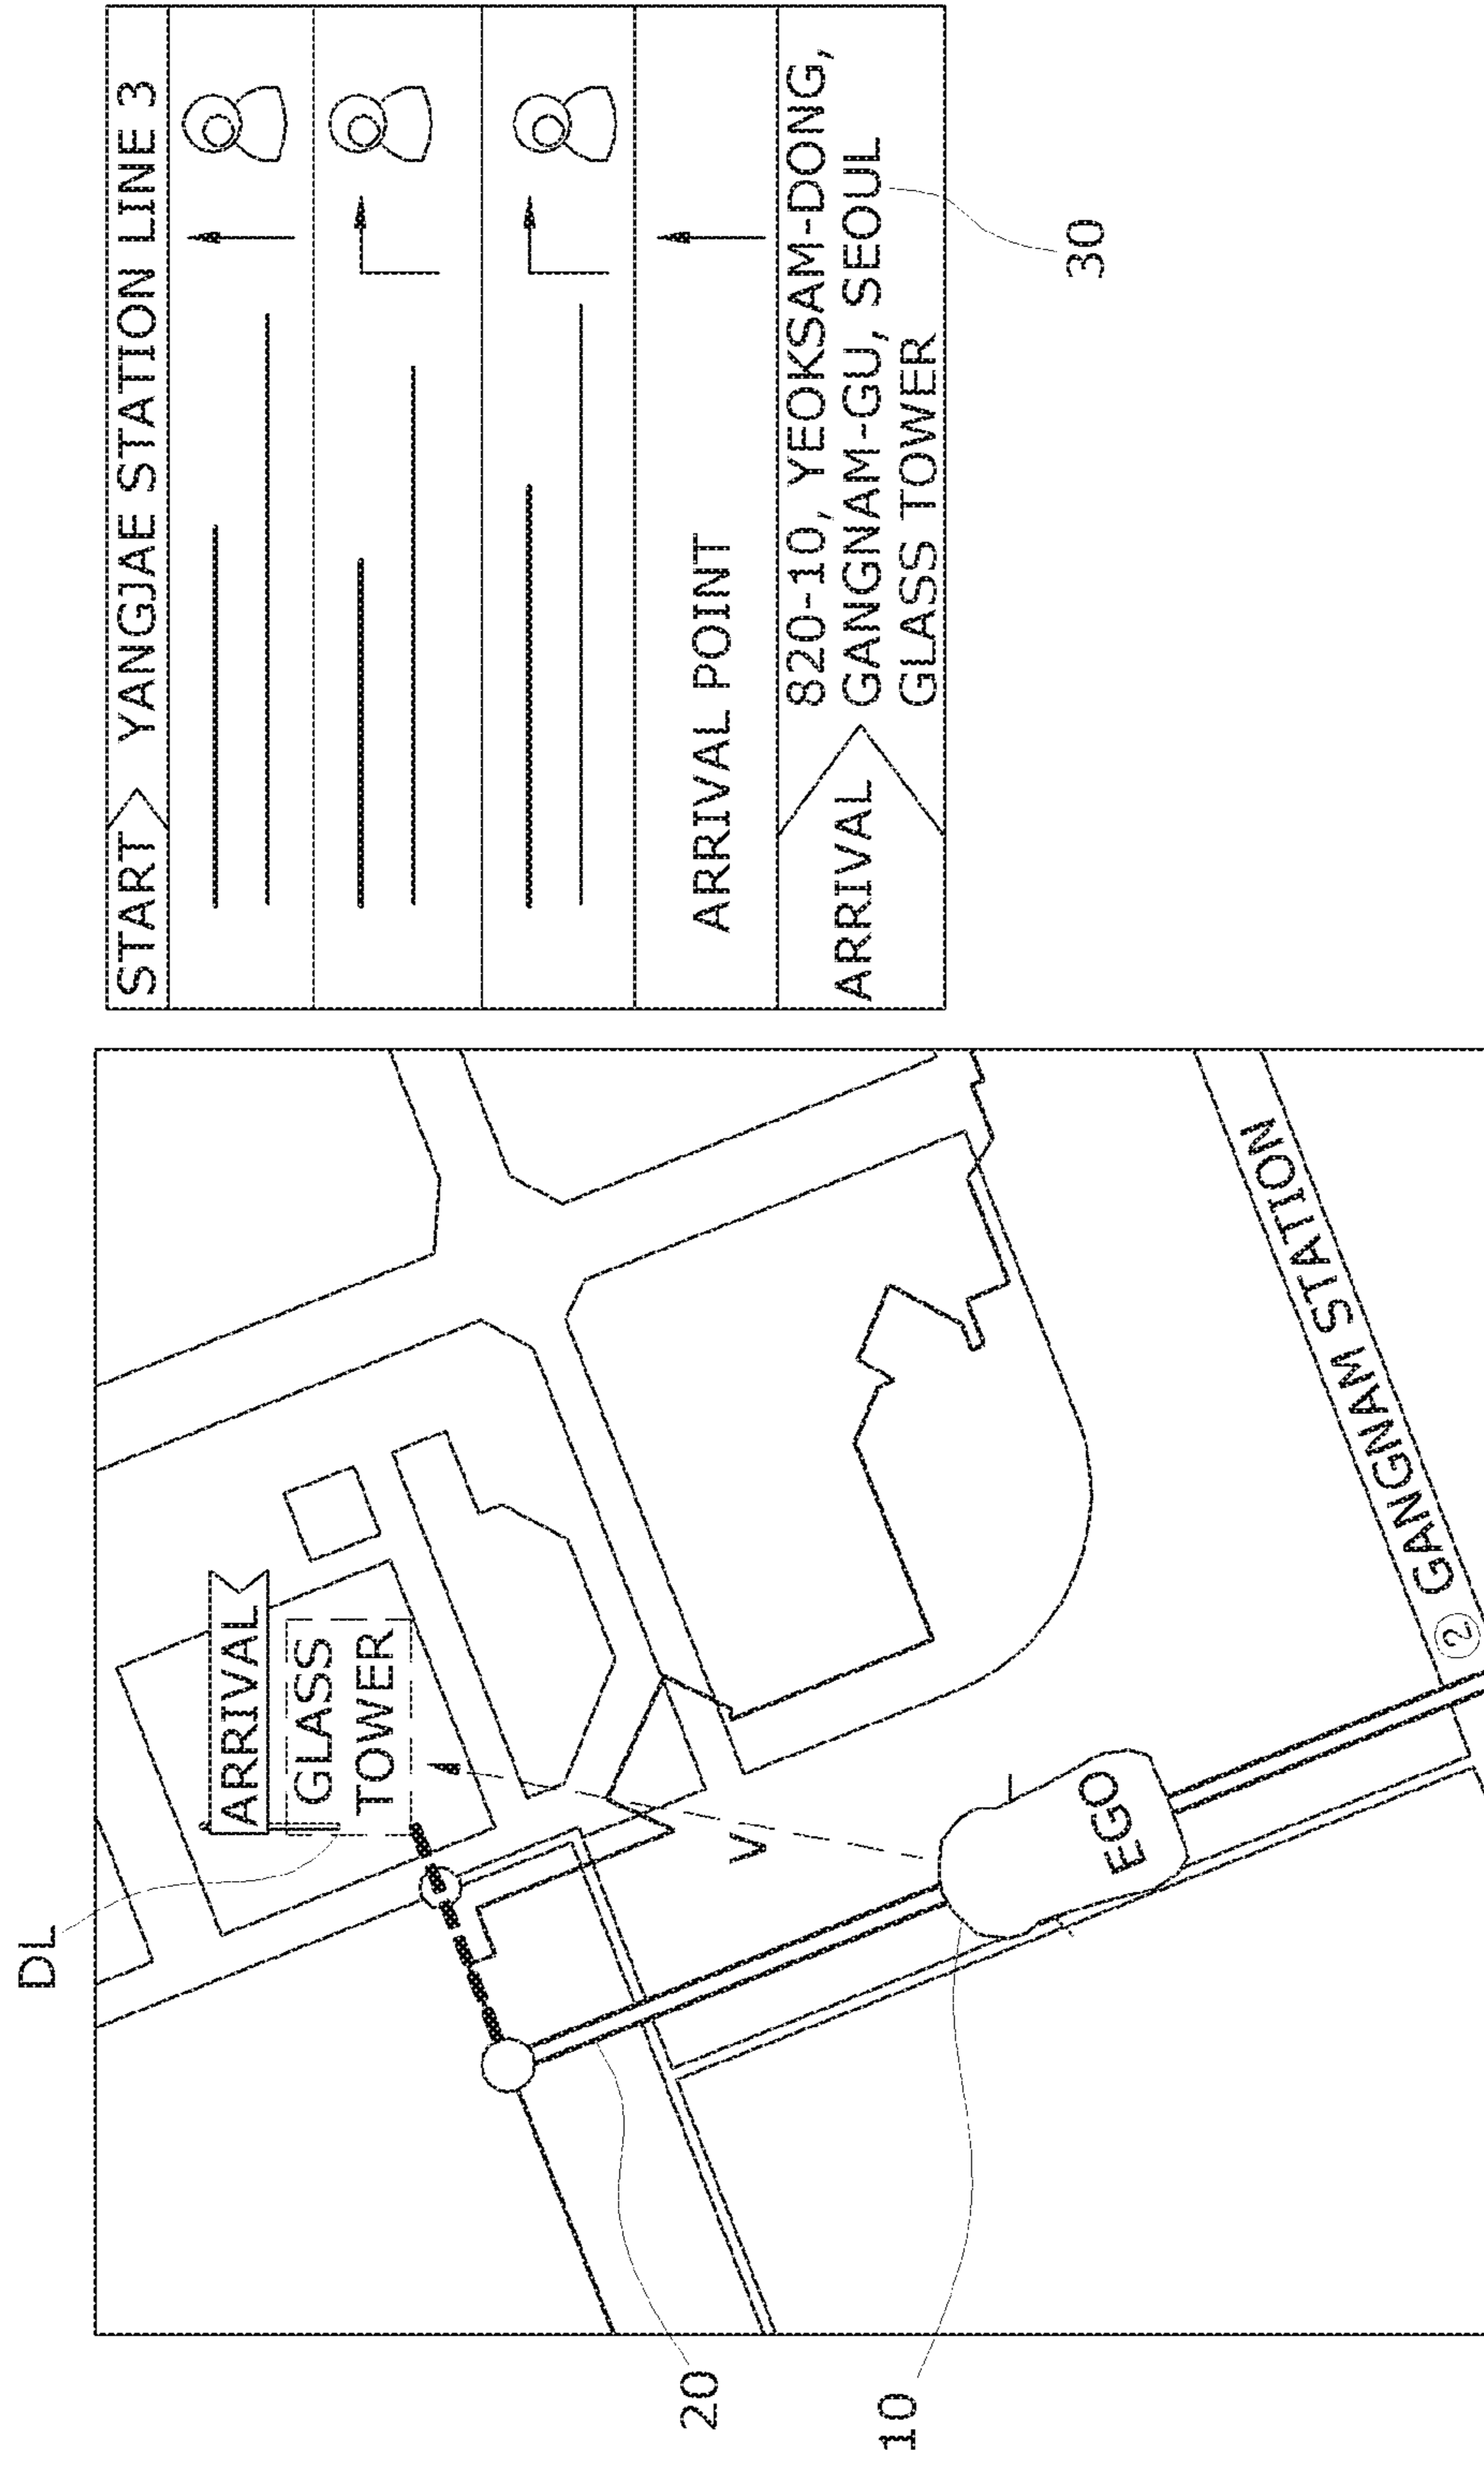 DL
ARRIVAL
GLASS
TOWER
V
EGO
② GANGNAM STATION
20
10
START YANGJAE STATION LINE 3
ARRIVAL POINT
ARRIVAL
820-10, YEOKSAM-DONG,
GANGNAM-GU, SEOUL
GLASS TOWER
30